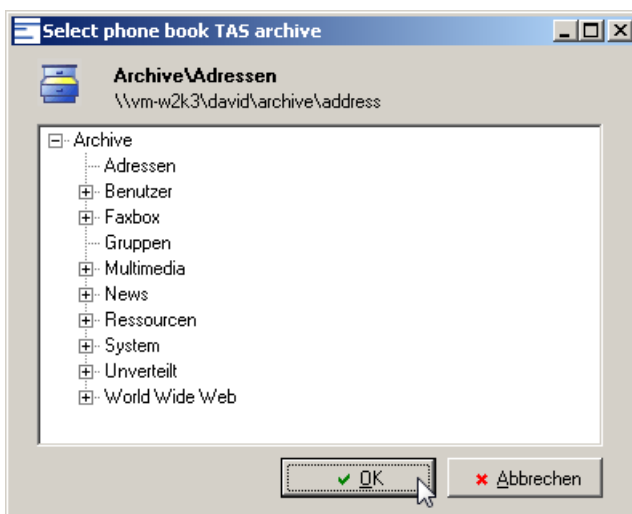 Select phone book TAS archive
Archive\Adressen
\\vm-w2k3\david\archive\address
Archive
Adressen
Benutzer
Faxbox
Gruppen
Multimedia
News
Ressourcen
System
Unverteilt
World Wide Web
OK Abbrechen